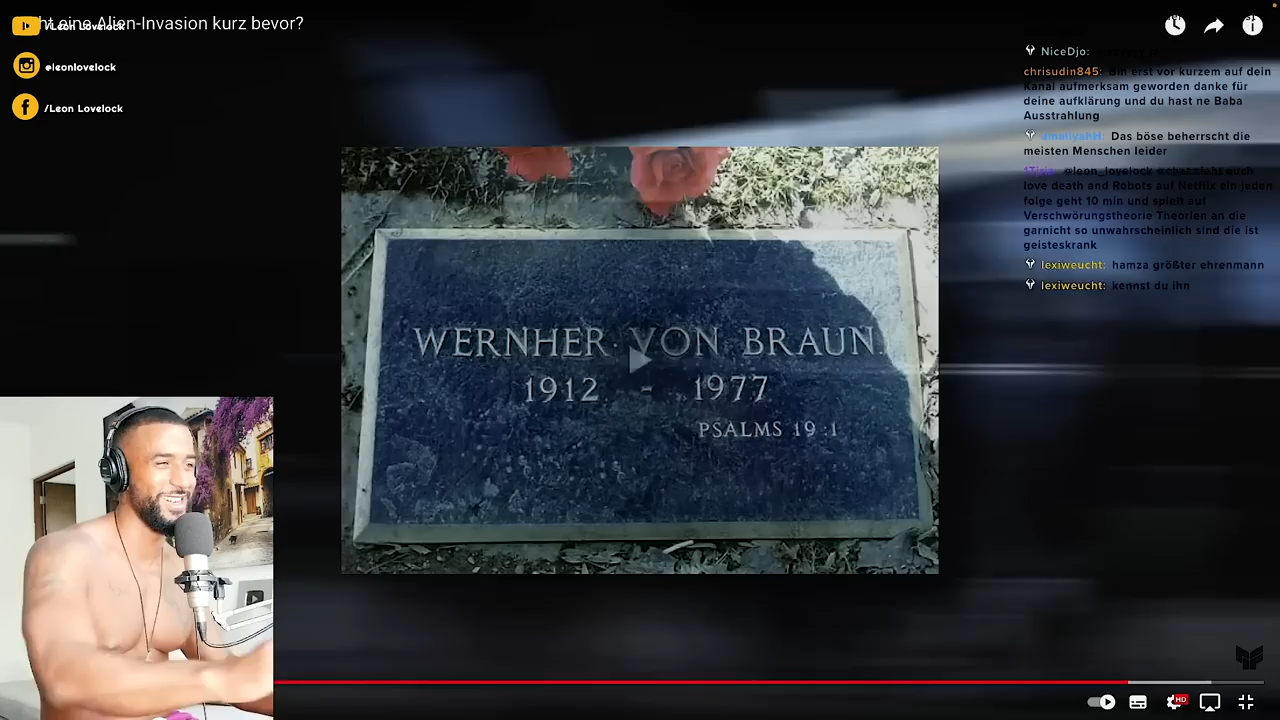 ht eine Alien-Invasion kurz bevor?
/Leon Lovelock
@leonlovelock
/Leon Lovelock
NiceDjo:
chrisudin845: Bin erst vor kurzem auf dein
Kanal aufmerksam geworden danke für
deine aufklärung und du hast ne Baba
Ausstrahlung
Das böse beherrscht die
meisten Menschen leider
@leon_lovelock @chat zieht euch
love death and Robots auf Netflix ein jeden
folge geht 10 min und spielt auf
Verschwörungstheorie Theorien an die
garnicht so unwahrscheinlich sind die ist
geisteskrank
lexiweucht: hamza größter ehrenmann
lexiweucht: kennst du ihn
WERNHER VON BRAUN
1912 - 1977
PSALMS 19:1
HD